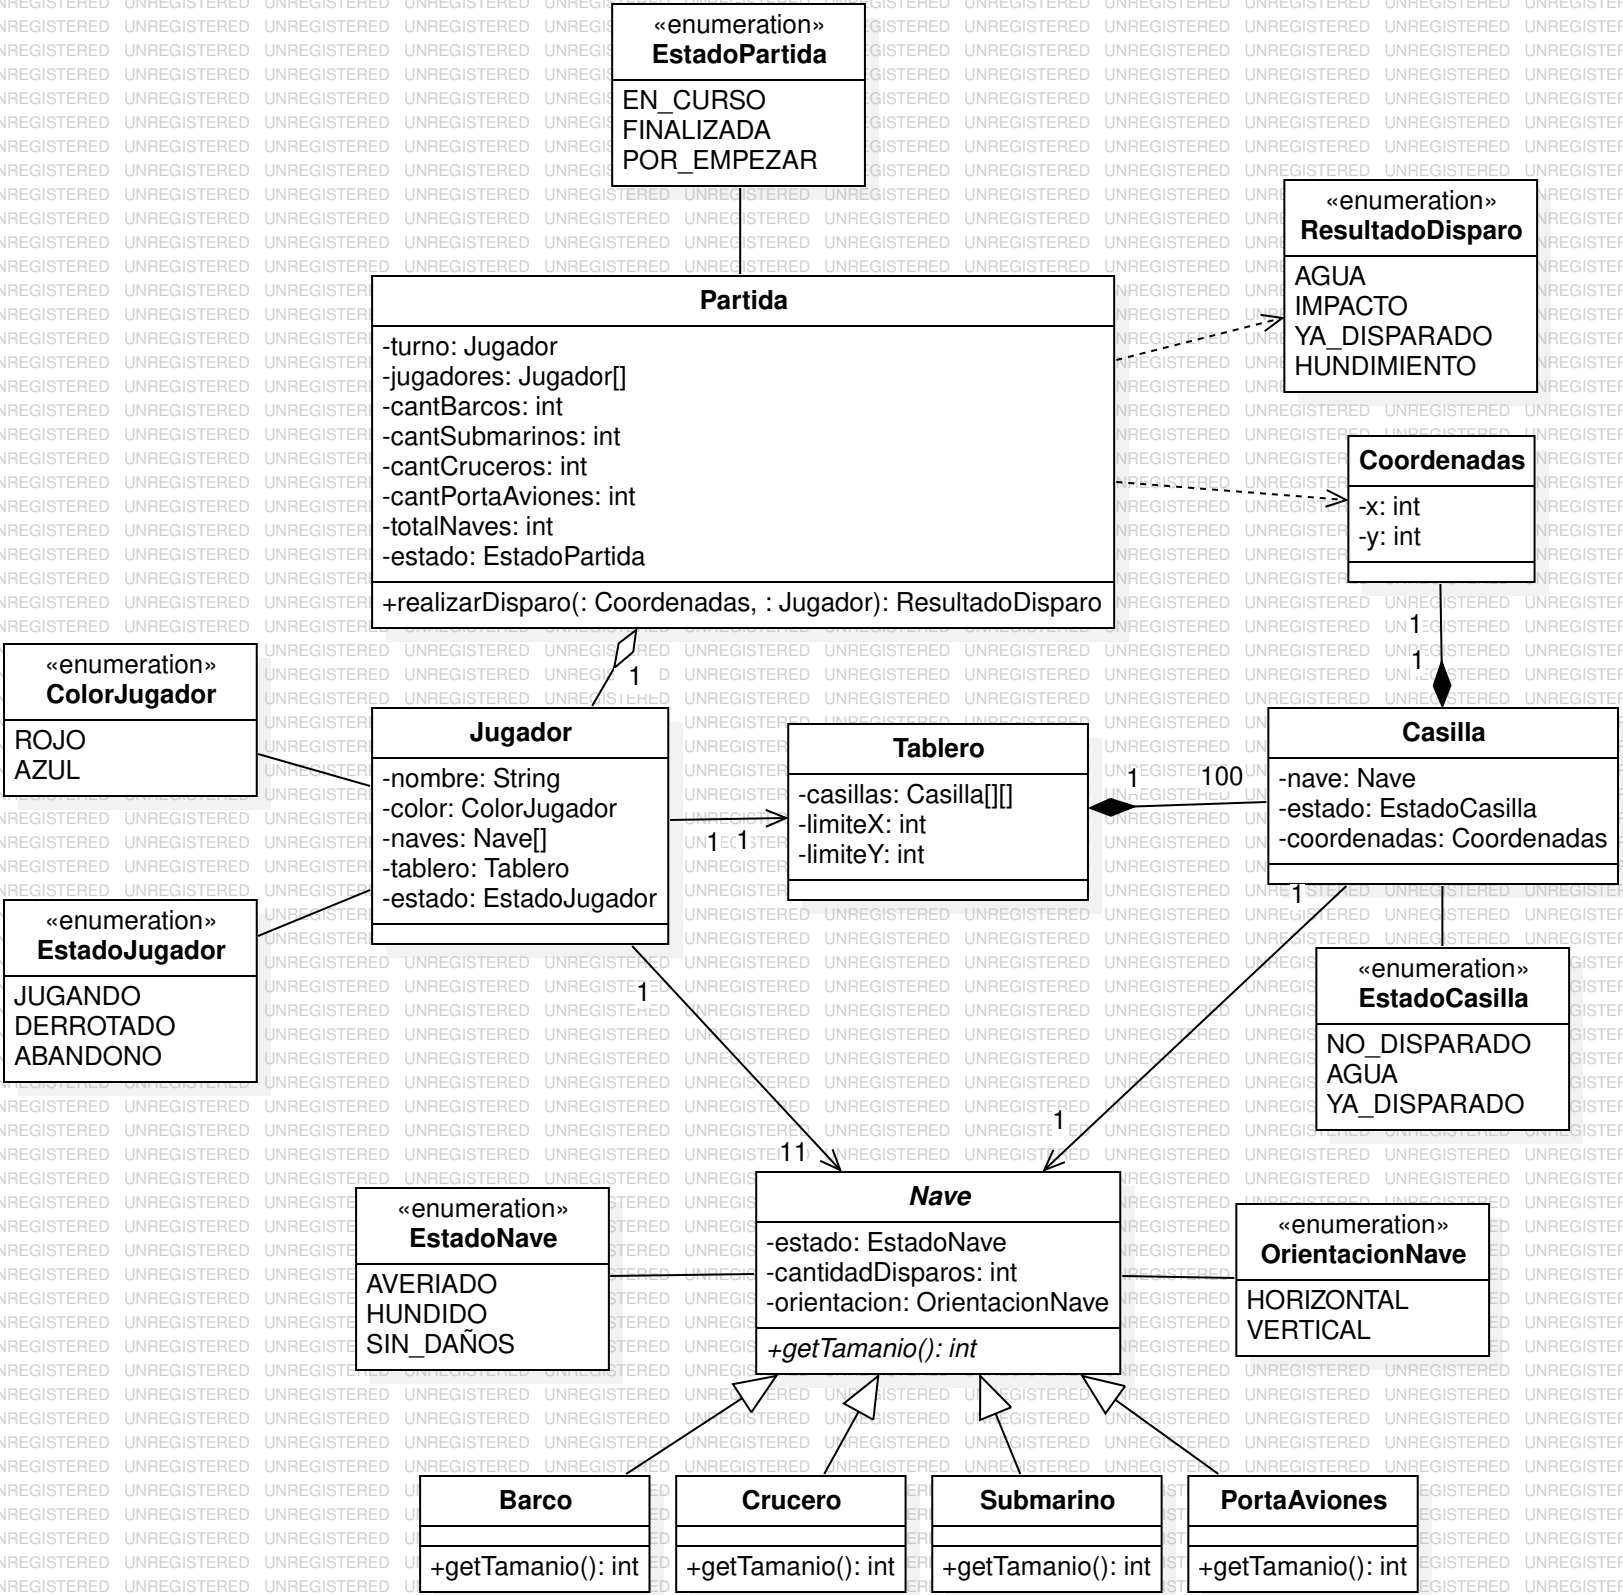 «enumeration»
EstadoPartida
EN_CURSO
FINALIZADA
POR_EMPEZAR
«enumeration»
ResultadoDisparo
AGUA
IMPACTO
YA_DISPARADO
HUNDIMIENTO
Partida
-turno: Jugador
-jugadores: Jugador[]
-cantBarcos: int
-cantSubmarinos: int
-cantCruceros: int
-cantPortaAviones: int
-totalNaves: int
-estado: EstadoPartida
+realizarDisparo(: Coordenadas, : Jugador): ResultadoDisparo
Coordenadas
-x: int
-y: int
1
1
1
«enumeration»
ColorJugador
ROJO
AZUL
Jugador
-nombre: String
-color: ColorJugador
-naves: Nave[]
-tablero: Tablero
-estado: EstadoJugador
1 1
Tablero
-casillas: Casilla[][]
-limiteX: int
-limiteY: int
1 100
Casilla
-nave: Nave
-estado: EstadoCasilla
-coordenadas: Coordenadas
1
«enumeration»
EstadoJugador
JUGANDO
DERROTADO
ABANDONO
1
11
1
«enumeration»
EstadoCasilla
NO_DISPARADO
AGUA
YA_DISPARADO
«enumeration»
EstadoNave
AVERIADO
HUNDIDO
SIN_DAÑOS
Nave
-estado: EstadoNave
-cantidadDisparos: int
-orientacion: OrientacionNave
+getTamanio(): int
«enumeration»
OrientacionNave
HORIZONTAL
VERTICAL
Barco
+getTamanio(): int
Crucero
+getTamanio(): int
Submarino
+getTamanio(): int
PortaAviones
+getTamanio(): int
UNREGISTERED